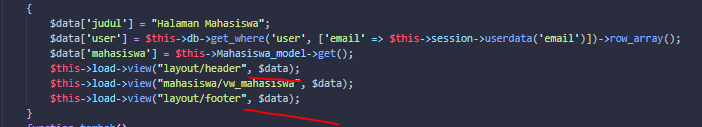 {
$data['judul'] = "Halaman Mahasiswa";
$data['user'] = $this->db->get_where('user', ['email' => $this->session->userdata('email')])->row_array();
$data['mahasiswa'] = $this->Mahasiswa_model->get();
$this->load->view("layout/header", $data);
$this->load->view("mahasiswa/vw_mahasiswa", $data);
$this->load->view("layout/footer", $data);
}